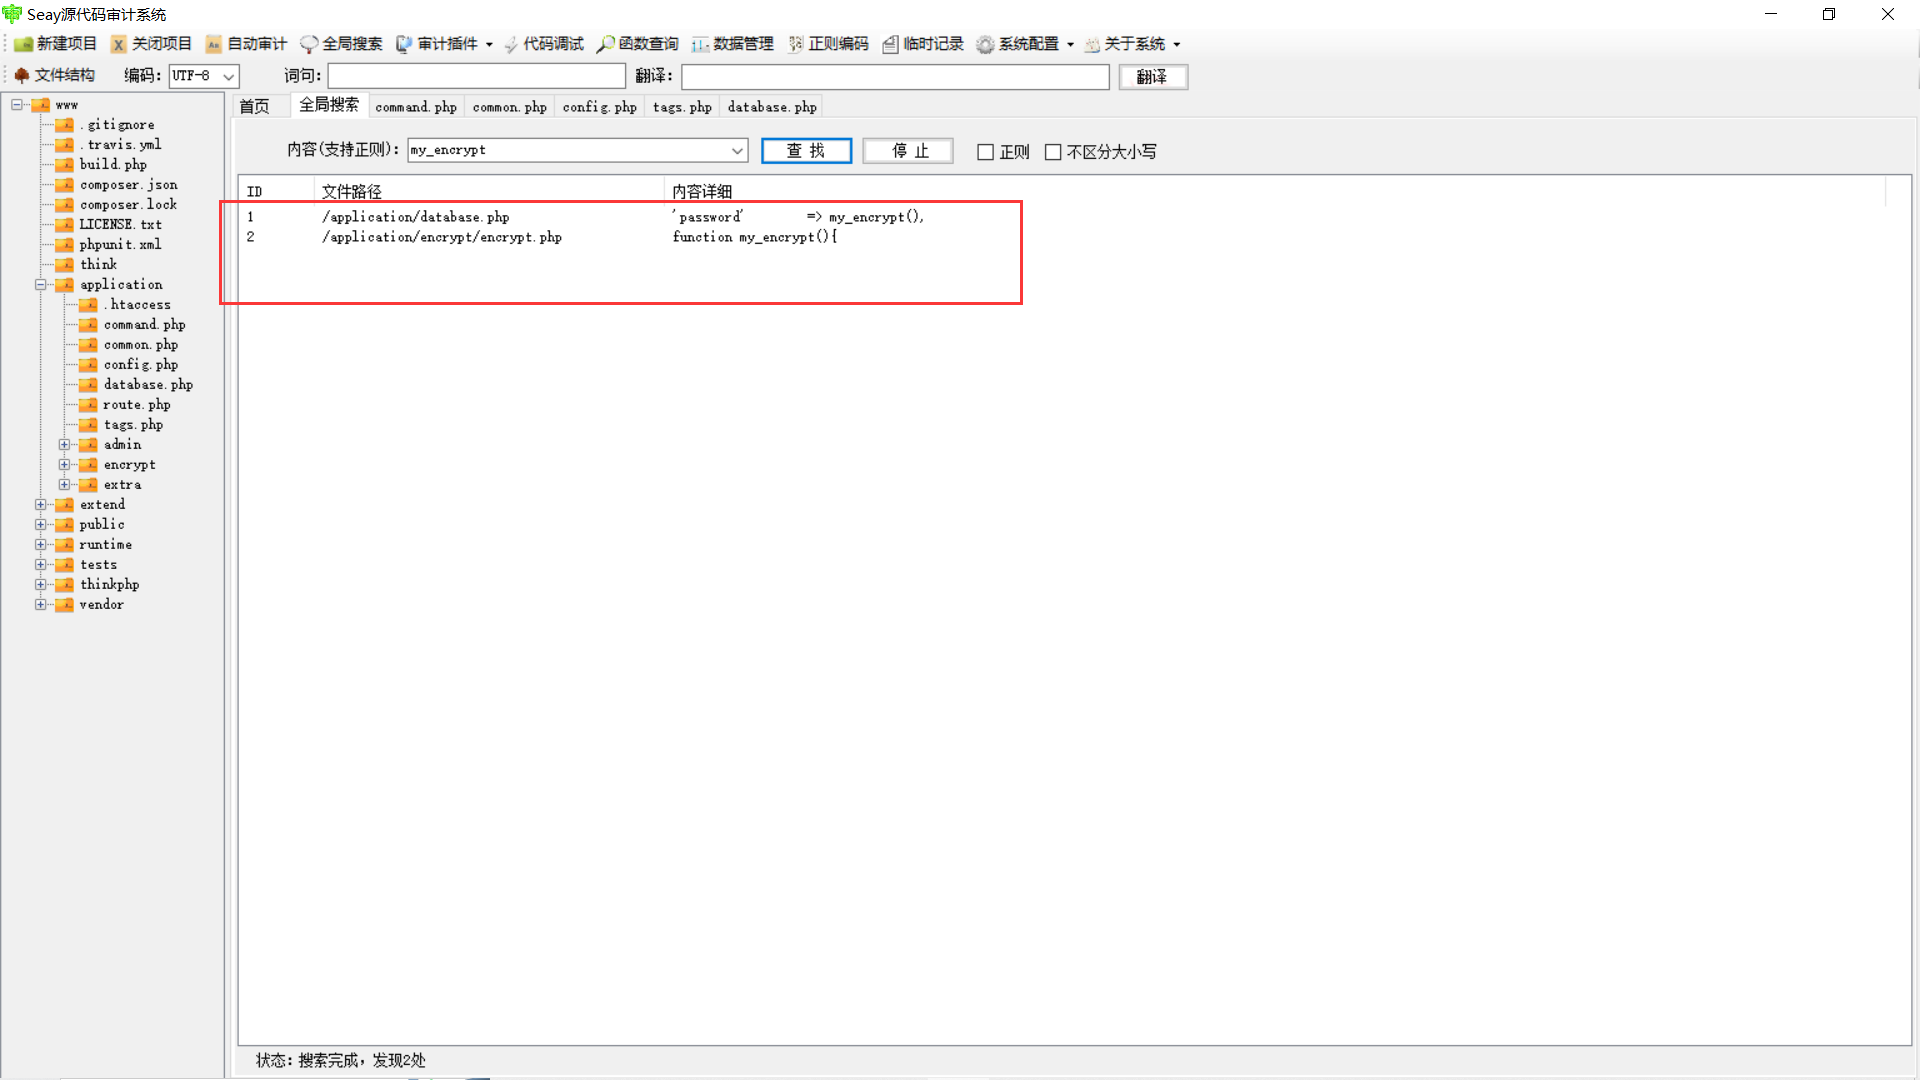 Seay源代码审计系统
新建项目 关闭项目 自动审计 全局搜索 审计插件 代码调试 函数查询 数据管理 正则编码 临时记录 系统配置 关于系统
文件结构 编码: UTF-8 词句: 翻译: 翻译
www
.gitignore
.travis.yml
build.php
composer.json
composer.lock
LICENSE.txt
phpunit.xml
think
application
.htaccess
command.php
common.php
config.php
database.php
route.php
tags.php
admin
encrypt
extra
extend
public
runtime
tests
thinkphp
vendor
首页 全局搜索 command.php common.php config.php tags.php database.php
内容(支持正则): my_encrypt 查 找 停 止 正则 不区分大小写
ID 文件路径 内容详细
1 /application/database.php 'password' => my_encrypt(),
2 /application/encrypt/encrypt.php function my_encrypt(){
状态: 搜索完成, 发现2处